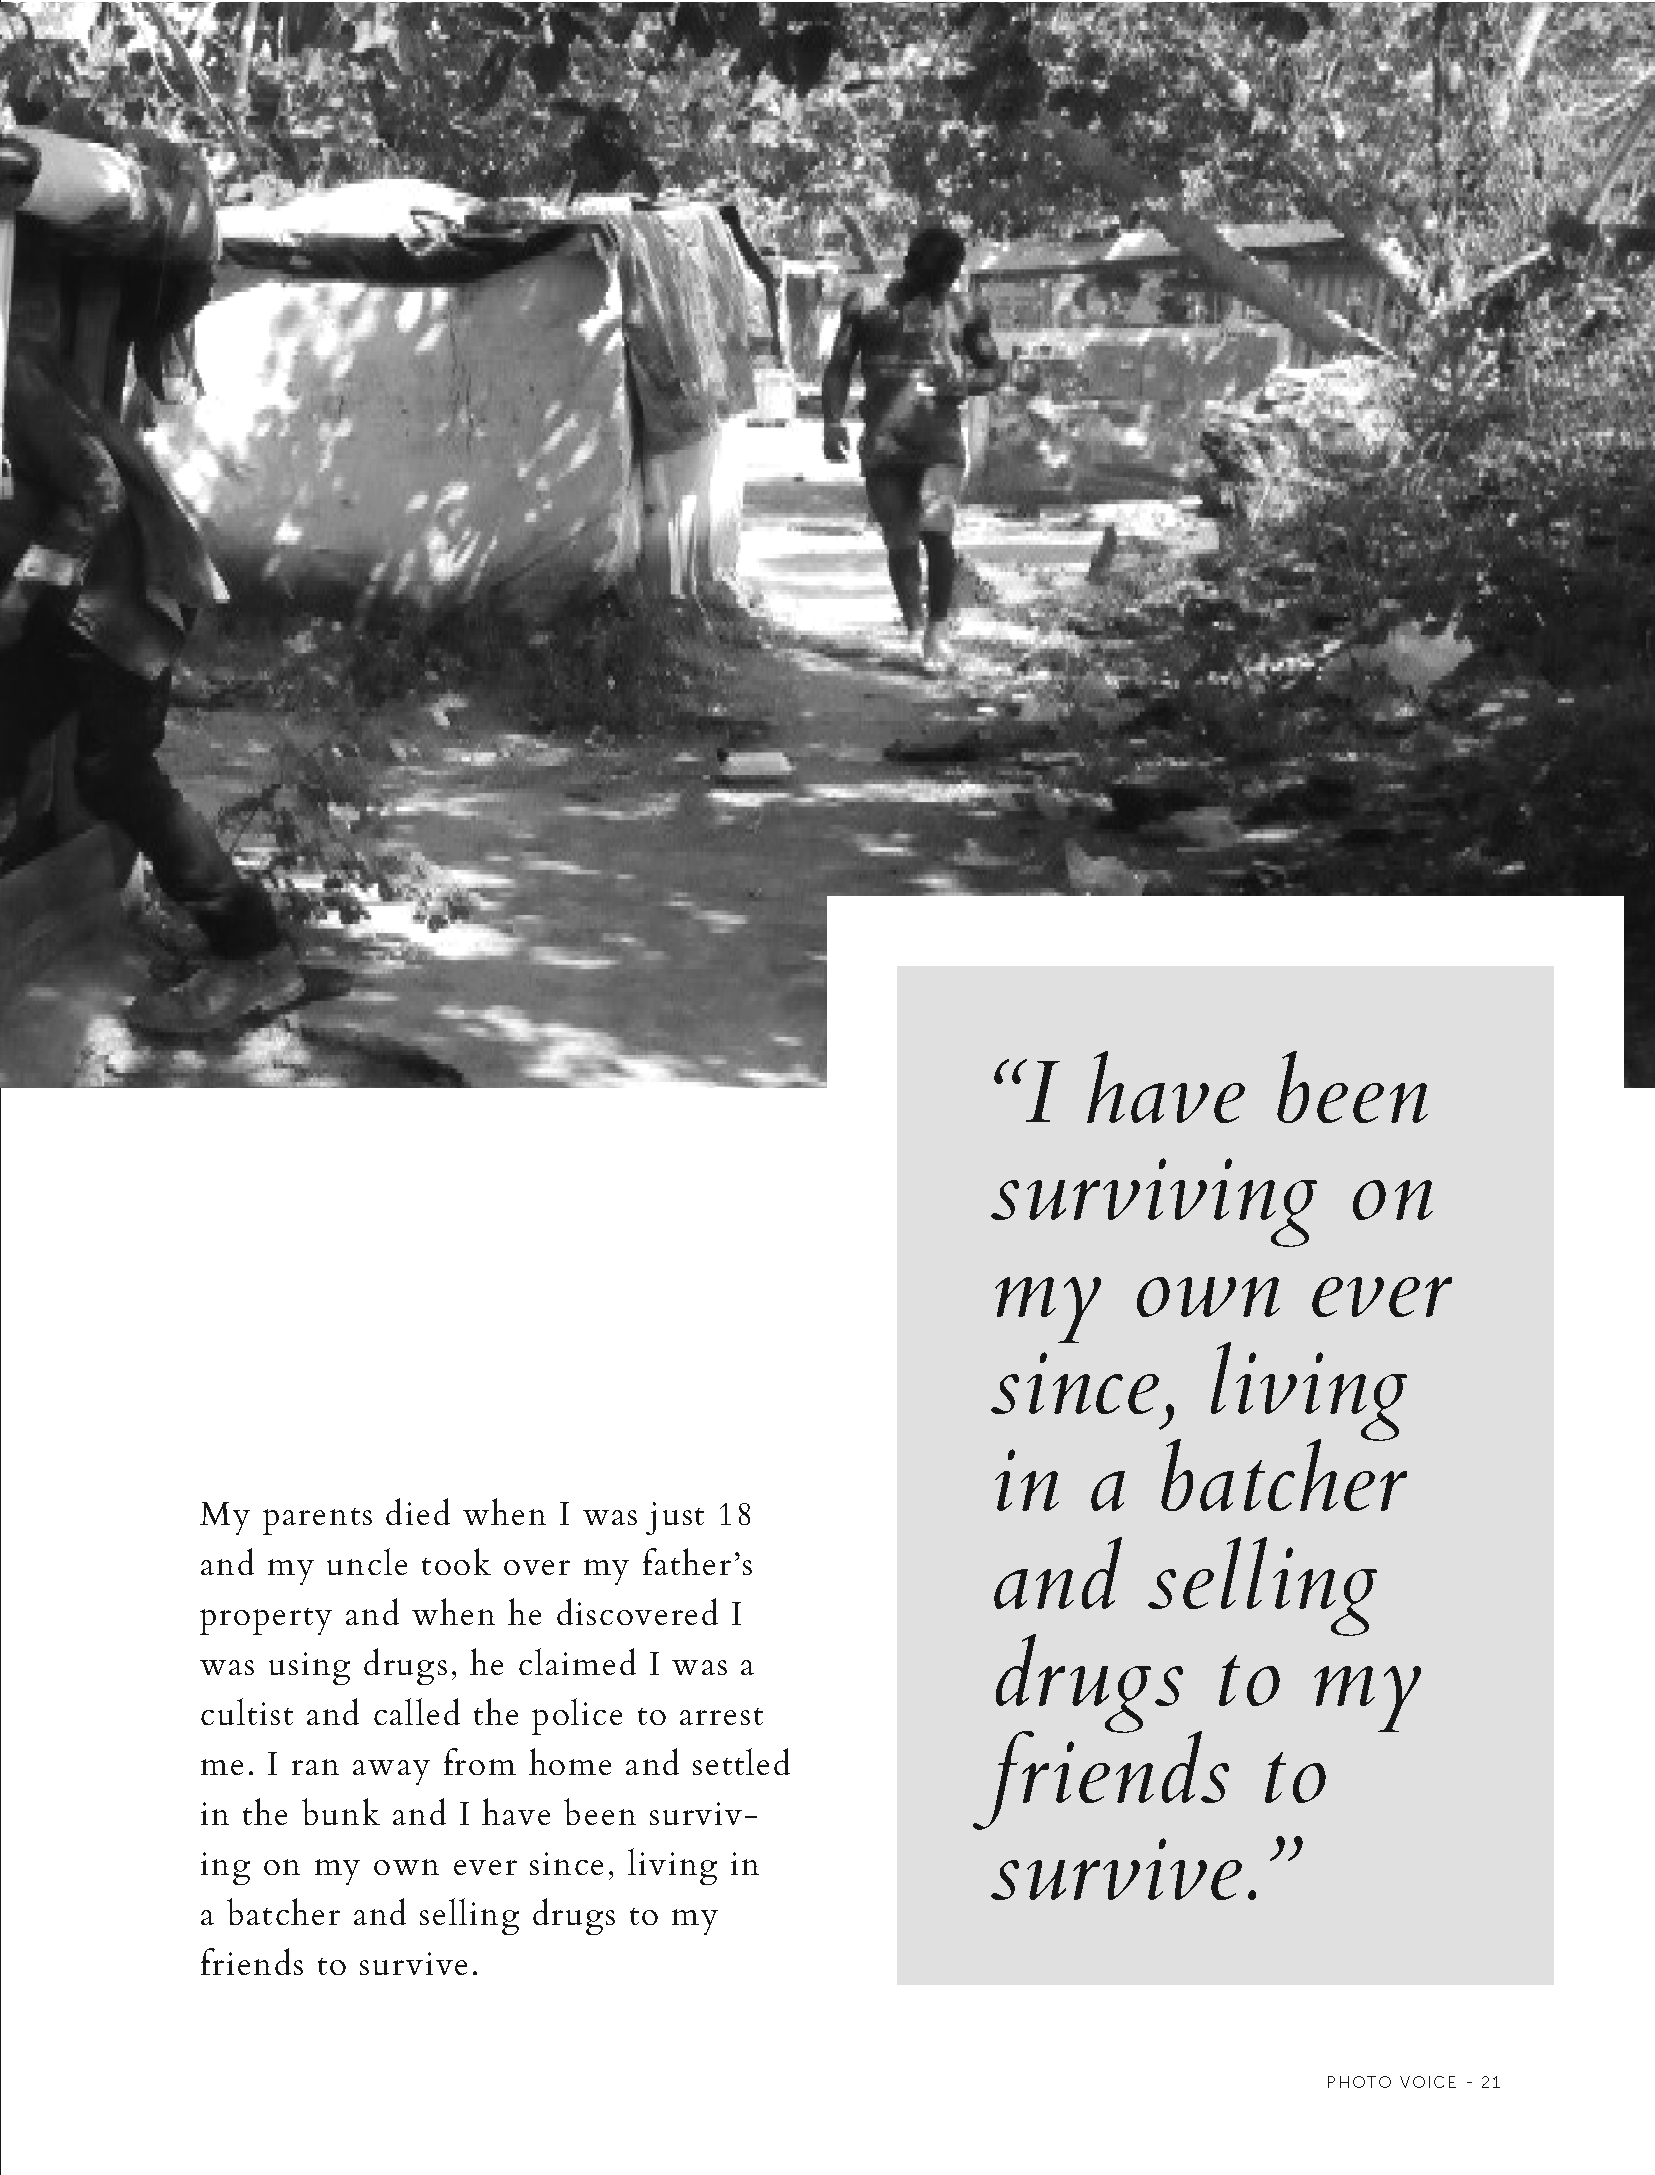 My parents died when I was just 18
and my uncle took over my father’s
property and when he discovered I
was using drugs, he claimed I was a
cultist and called the police to arrest
me. I ran away from home and settled
in the bunk and I have been surviv-
ing on my own ever since, living in
a batcher and selling drugs to my
friends to survive.
“I have been
surviving on
my own ever
since, living
in a batcher
and selling
drugs to my
friends to
survive.”
PHOTO VOICE - 21